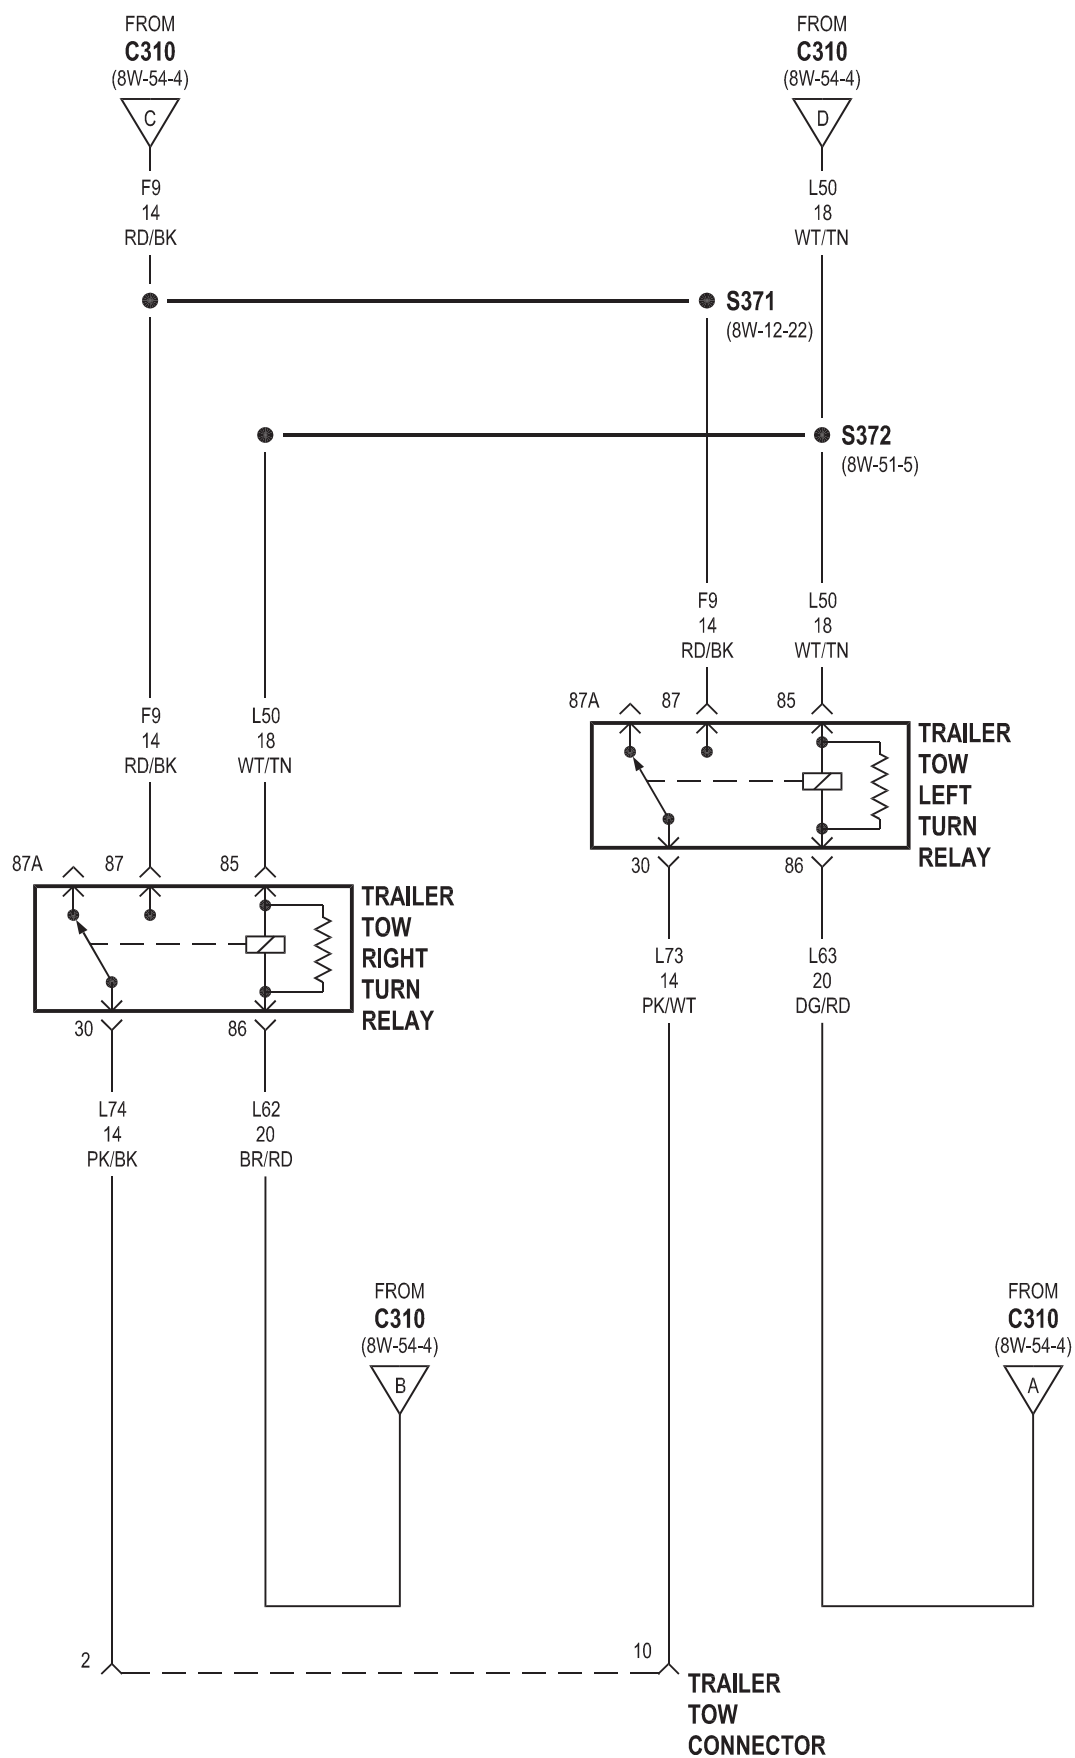 FROM
C310
(8W-54-4)
C
F9
14
RD/BK
FROM
C310
(8W-54-4)
D
L50
18
WT/TN
S371
(8W-12-22)
S372
(8W-51-5)
F9
14
RD/BK
L50
18
WT/TN
87A
87
85
TRAILER
TOW
LEFT
TURN
RELAY
30
86
F9
14
RD/BK
L50
18
WT/TN
87A
87
85
TRAILER
TOW
RIGHT
TURN
RELAY
30
86
L73
14
PK/WT
L63
20
DG/RD
L74
14
PK/BK
L62
20
BR/RD
FROM
C310
(8W-54-4)
B
FROM
C310
(8W-54-4)
A
2
10
TRAILER
TOW
CONNECTOR